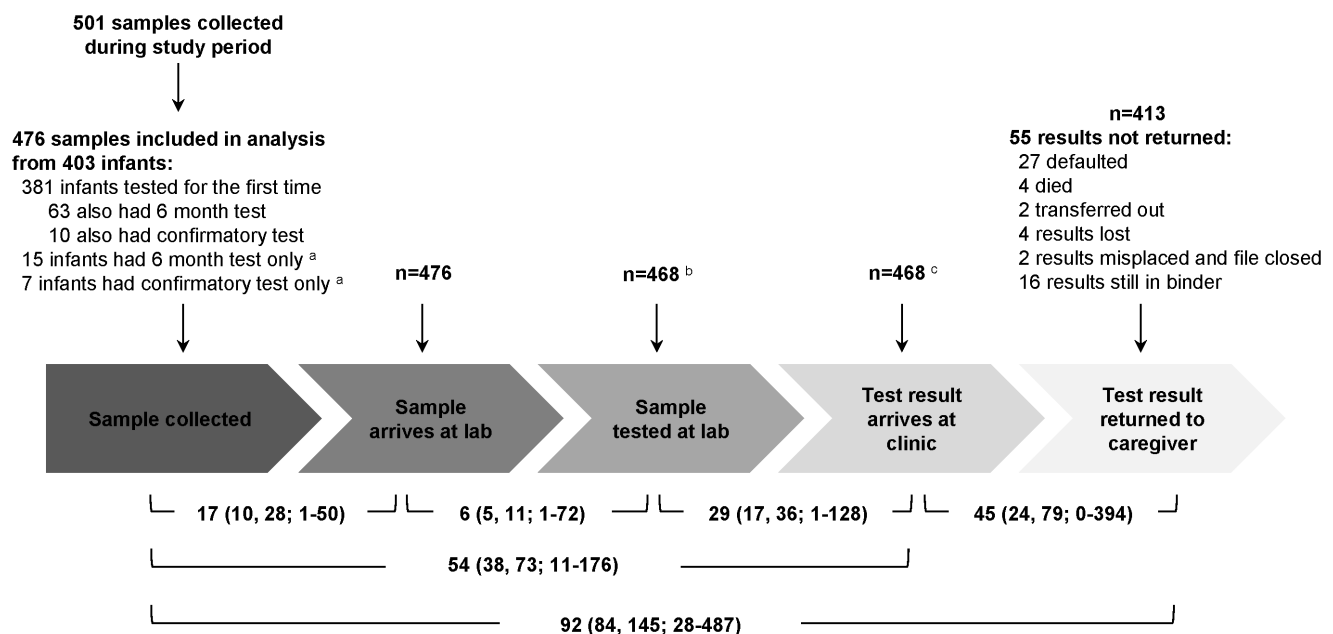 501 samples collected
during study period
476 samples included in analysis
from 403 infants:
381 infants tested for the first time
63 also had 6 month test
10 also had confirmatory test
15 infants had 6 month test only a
7 infants had confirmatory test only a
n=476
n=468 b
n=468 c
n=413
55 results not returned:
27 defaulted
4 died
2 transferred out
4 results lost
2 results misplaced and file closed
16 results still in binder
Sample collected
Sample
arrives at lab
Sample
tested at lab
Test result
arrives at
clinic
Test result
returned to
caregiver
17 (10, 28; 1-50)
6 (5, 11; 1-72)
29 (17, 36; 1-128)
45 (24, 79; 0-394)
54 (38, 73; 11-176)
92 (84, 145; 28-487)